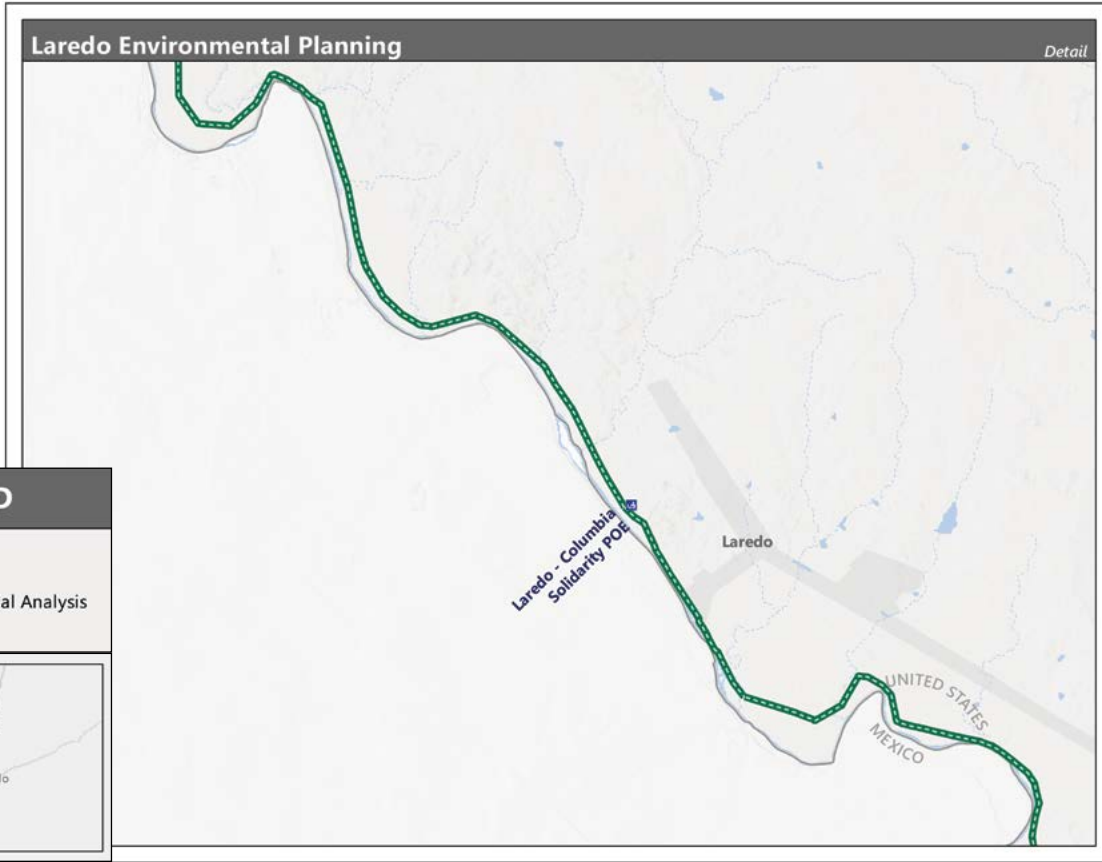 Laredo Environmental Planning
Detail
Laredo - Columbia
Solidarity POE
Laredo
UNITED STATES
MEXICO
al Analysis